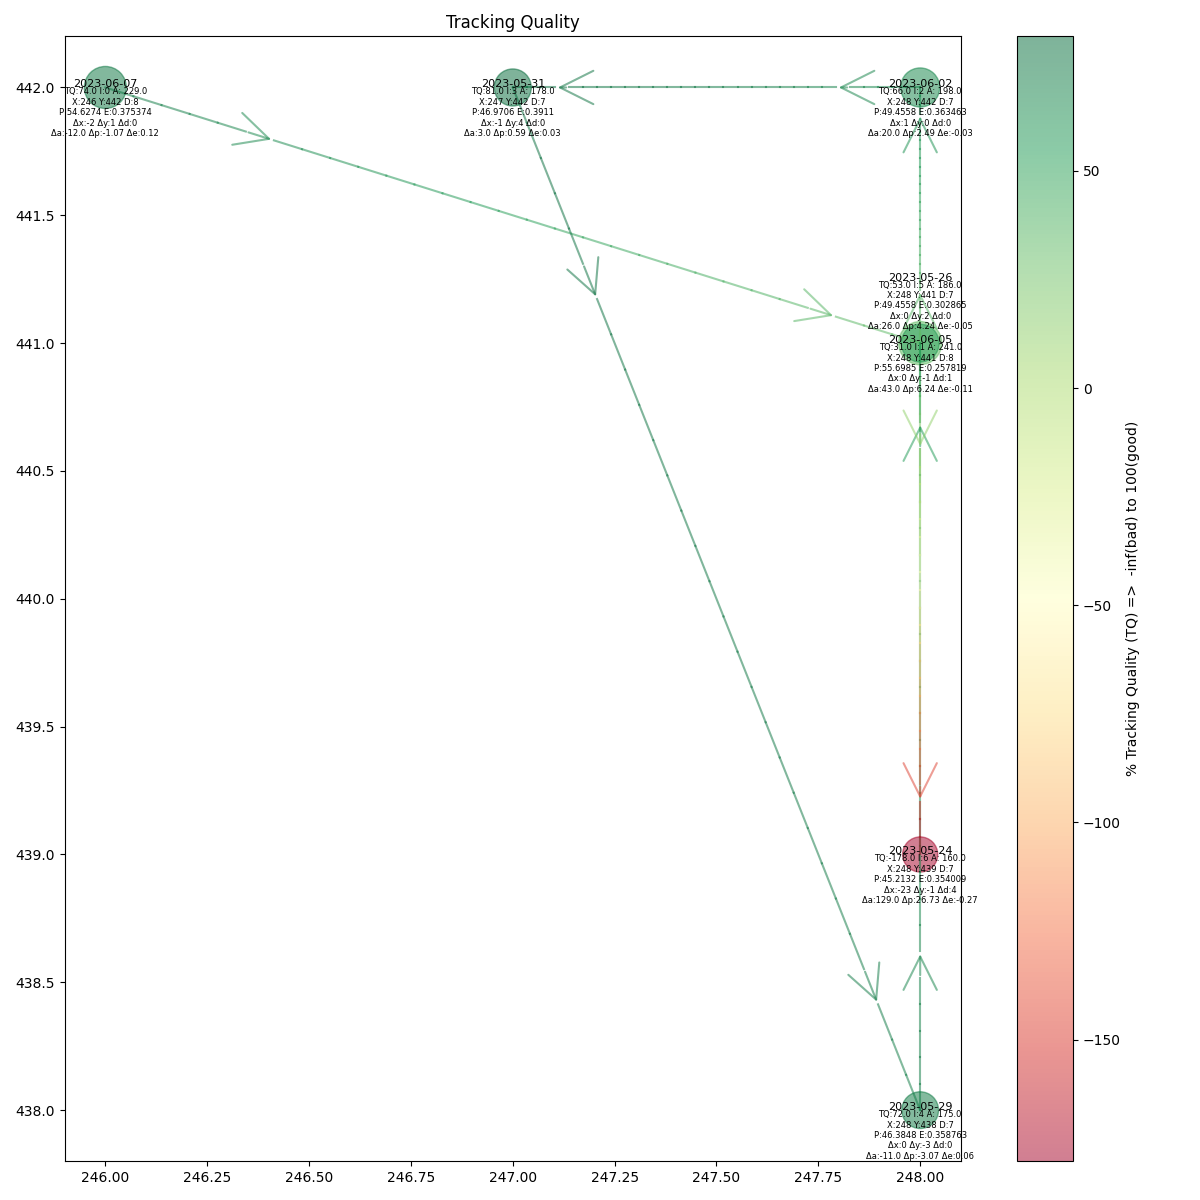 Tracking Quality
2023-06-07
TQ:74.0 I:0 A: 229.0
X:246 Y:442 D:8
P:54.6274 E:0.375374
Δx:-2 Δy:1 Δd:0
Δa:-12.0 Δp:-1.07 Δe:0.12
2023-05-31
TQ:81.0 I:3 A: 178.0
X:247 Y:442 D:7
P:46.9706 E:0.3911
Δx:-1 Δy:4 Δd:0
Δa:3.0 Δp:0.59 Δe:0.03
2023-06-02
TQ:66.0 I:2 A: 198.0
X:248 Y:442 D:7
P:49.4558 E:0.363463
Δx:1 Δy:0 Δd:0
Δa:20.0 Δp:2.49 Δe:-0.03
2023-05-26
TQ:53.0 I:5 A: 186.0
X:248 Y:441 D:7
P:49.4558 E:0.302865
Δx:0 Δy:2 Δd:0
Δa:26.0 Δp:4.24 Δe:-0.05
2023-06-05
TQ:31.0 I:1 A: 241.0
X:248 Y:441 D:8
P:55.6985 E:0.257819
Δx:0 Δy:-1 Δd:1
Δa:43.0 Δp:6.24 Δe:-0.11
2023-05-24
TQ:-178.0 I:6 A: 160.0
X:248 Y:439 D:7
P:45.2132 E:0.354009
Δx:-23 Δy:-1 Δd:4
Δa:129.0 Δp:26.73 Δe:-0.27
2023-05-29
TQ:72.0 I:4 A: 175.0
X:248 Y:438 D:7
P:46.3848 E:0.358763
Δx:0 Δy:-3 Δd:0
Δa:-11.0 Δp:-3.07 Δe:0.06
442.0
441.5
441.0
440.5
440.0
439.5
439.0
438.5
438.0
246.00 246.25 246.50 246.75 247.00 247.25 247.50 247.75 248.00
50
0
−50
−100
−150
% Tracking Quality (TQ) => -inf(bad) to 100(good)